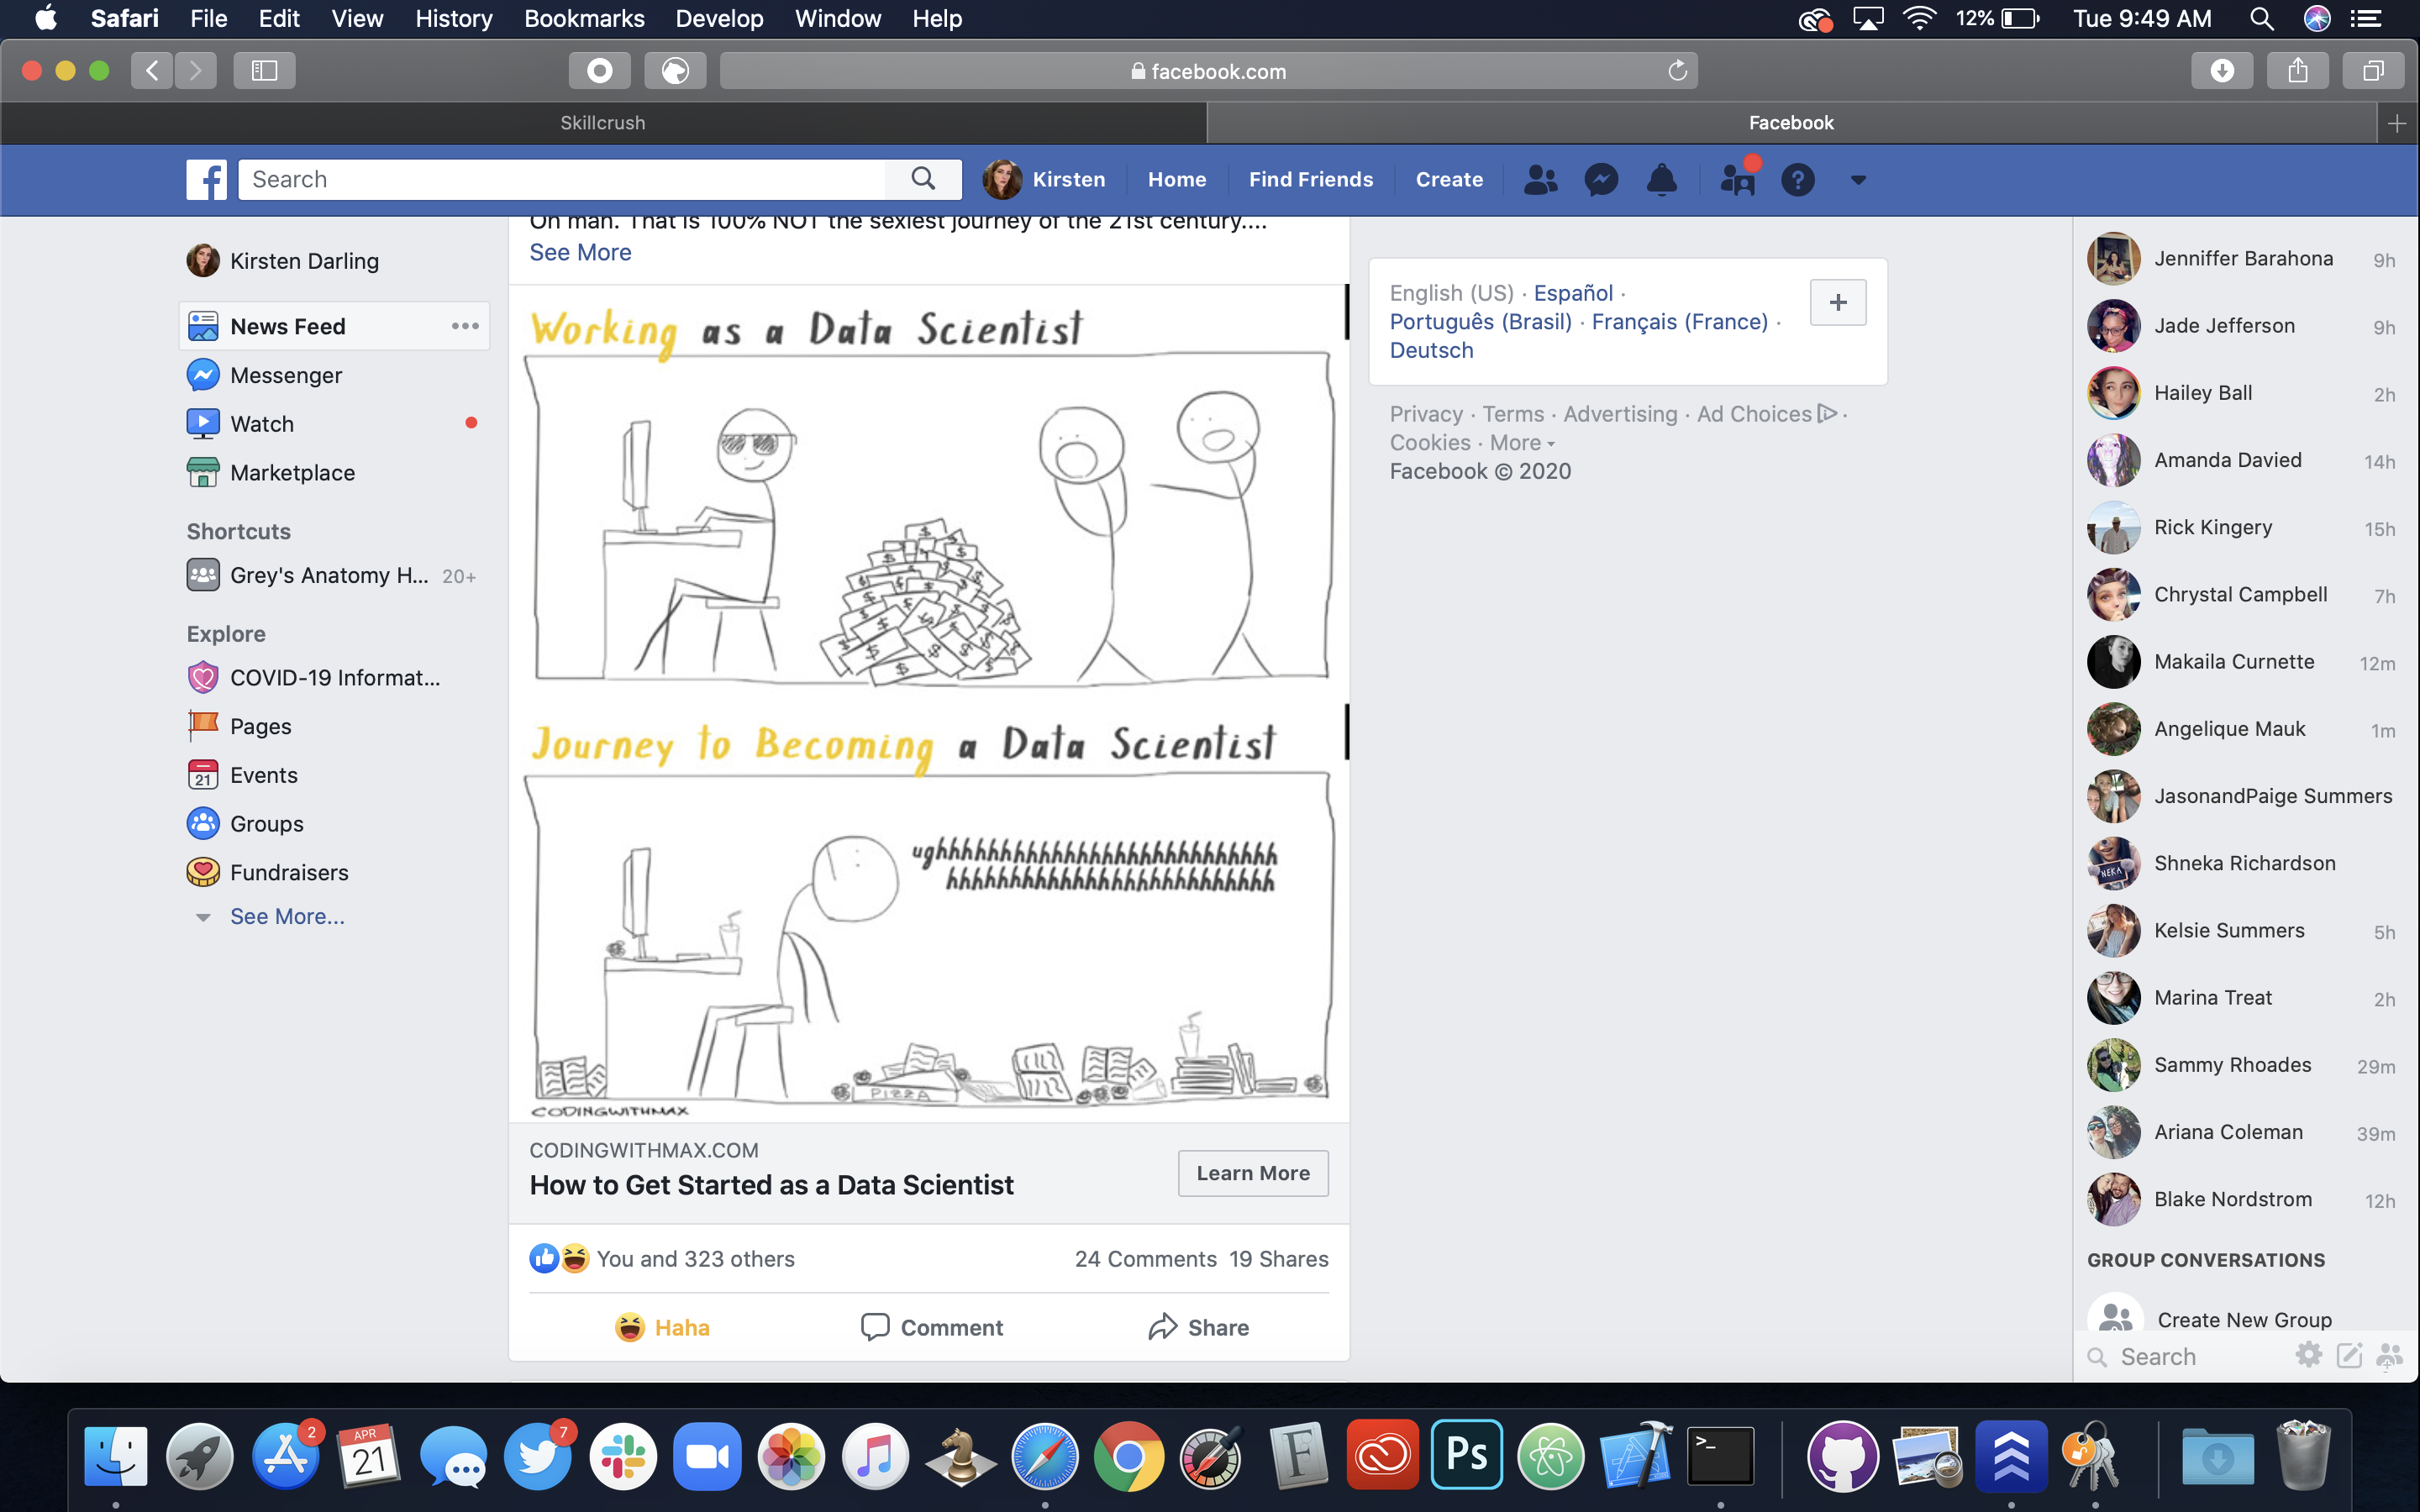 Safari File Edit View History Bookmarks Develop Window Help 12% Tue 9:49 AM
facebook.com
Skillcrush Facebook
Search Kirsten Home Find Friends Create
Kirsten Darling
News Feed
Messenger
Watch
Marketplace
Shortcuts
Grey's Anatomy H... 20+
Explore
COVID-19 Informat...
Pages
21 Events
Groups
Fundraisers
See More...
Oh man. That is 100% NOT the sexiest journey of the 21st century....
See More
Working as a Data Scientist
Journey to Becoming a Data Scientist
ughhhhhhhhhhhhhhhhhhhhhhhhhhh
hhhhhhhhhhhhhhhhhhhhhhhhh
PIZZA
CODINGWITHMAX
CODINGWITHMAX.COM
How to Get Started as a Data Scientist
Learn More
You and 323 others 24 Comments 19 Shares
Haha Comment Share
English (US) · Español ·
Português (Brasil) · Français (France) ·
Deutsch
Privacy · Terms · Advertising · Ad Choices ·
Cookies · More
Facebook © 2020
Jenniffer Barahona 9h
Jade Jefferson 9h
Hailey Ball 2h
Amanda Davied 14h
Rick Kingery 15h
Chrystal Campbell 7h
Makaila Curnette 12m
Angelique Mauk 1m
JasonandPaige Summers
NEKA Shneka Richardson
Kelsie Summers 5h
Marina Treat 2h
Sammy Rhoades 29m
Ariana Coleman 39m
Blake Nordstrom 12h
GROUP CONVERSATIONS
Create New Group
Search
2 APR 21 7 F Ps >_